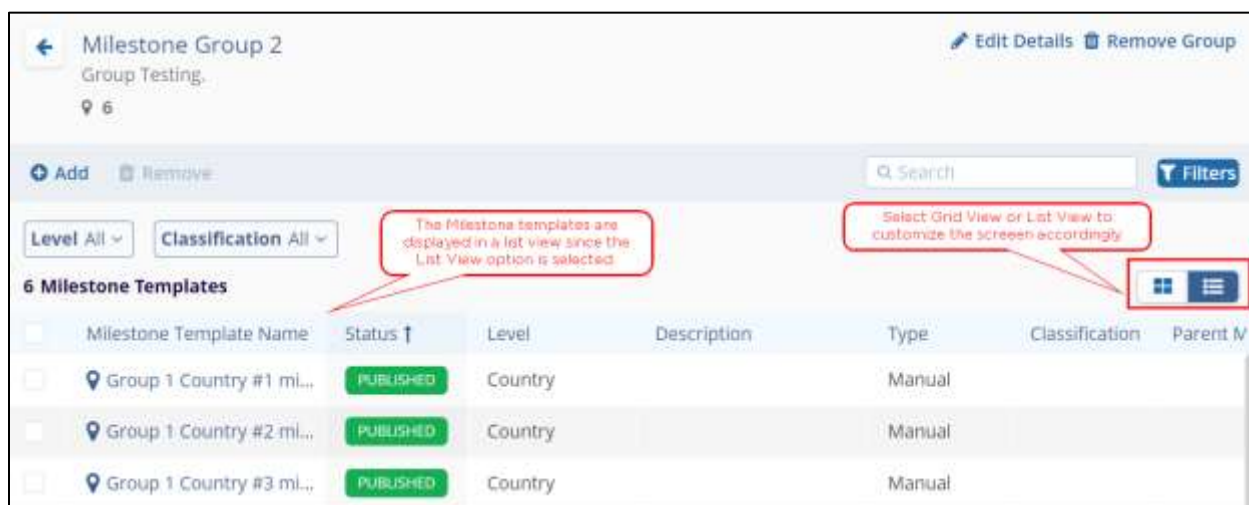 Milestone Group 2
Edit Details Remove Group
Group Testing.
6
Add Remove
Search
Filters
Level All
Classification All
The Milestone templates are
displayed in a list view since the
List View option is selected
Select Grid View or List View to
customize the screeen accordingly
6 Milestone Templates
Milestone Template Name Status ↑ Level Description Type Classification Parent M
Group 1 Country #1 mi... PUBLISHED Country Manual
Group 1 Country #2 mi... PUBLISHED Country Manual
Group 1 Country #3 mi... PUBLISHED Country Manual